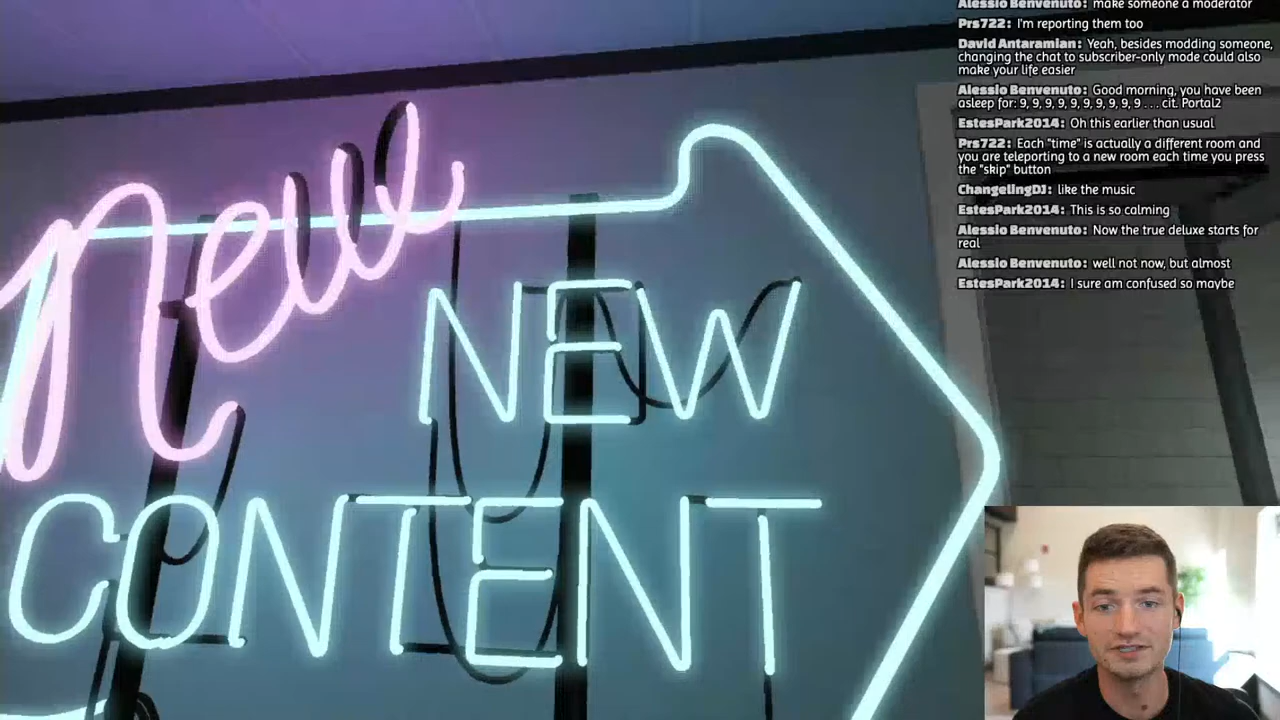 new
NEW
CONTENT
Alessio Benvenuto: make someone a moderator
Prs722: I'm reporting them too
David Antaramian: Yeah, besides modding someone,
changing the chat to subscriber-only mode could also
make your life easier
Alessio Benvenuto: Good morning, you have been
asleep for: 9, 9, 9, 9, 9, 9, 9, 9, 9, 9 . . . cit. Portal2
EstesPark2014: Oh this earlier than usual
Prs722: Each "time" is actually a different room and
you are teleporting to a new room each time you press
the "skip" button
ChangelingDJ: like the music
EstesPark2014: This is so calming
Alessio Benvenuto: Now the true deluxe starts for
real
Alessio Benvenuto: well not now, but almost
EstesPark2014: I sure am confused so maybe